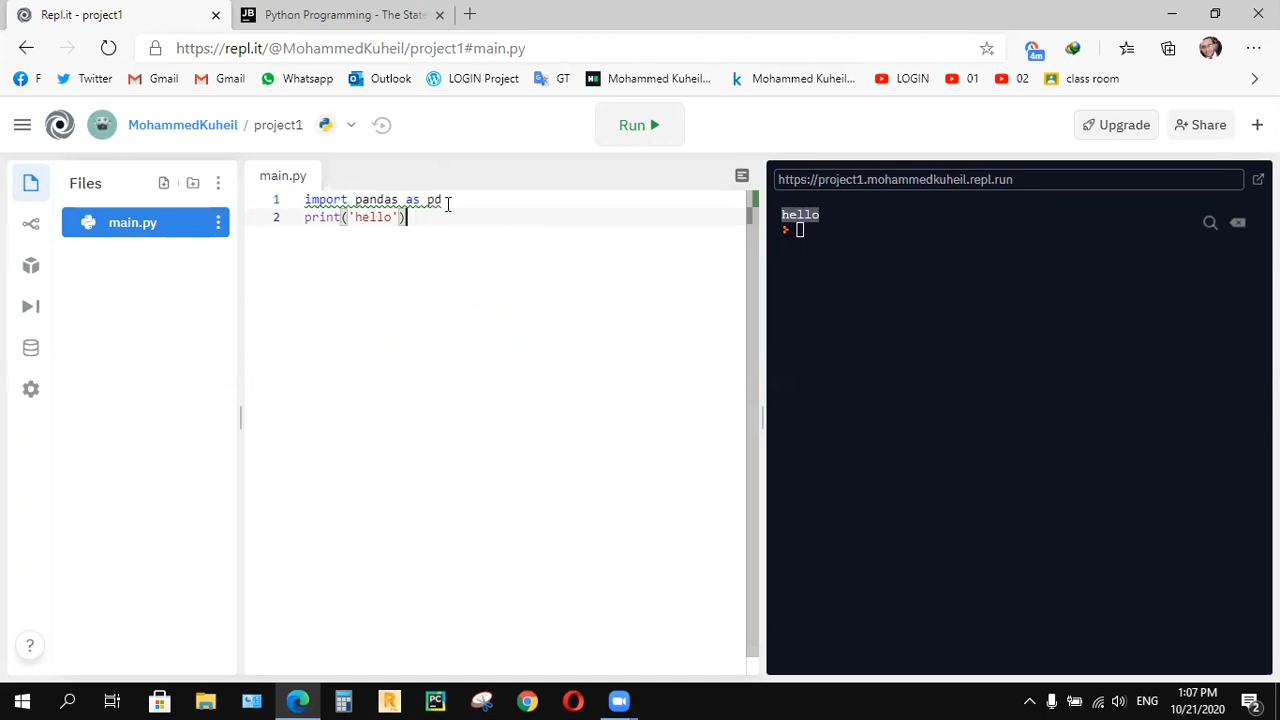 Repl.it - project1
Python Programming - The State
https://repl.it/@MohammedKuheil/project1#main.py
4m
F
Twitter
Gmail
Gmail
Whatsapp
Outlook
LOGIN Project
GT
Mohammed Kuheil...
Mohammed Kuheil...
LOGIN
01
02
class room
MohammedKuheil / project1
Run
Upgrade
Share
Files
main.py
main.py
1 import pandas as pd
2 print('hello')
https://project1.mohammedkuheil.repl.run
hello
?
ENG
1:07 PM
10/21/2020
2